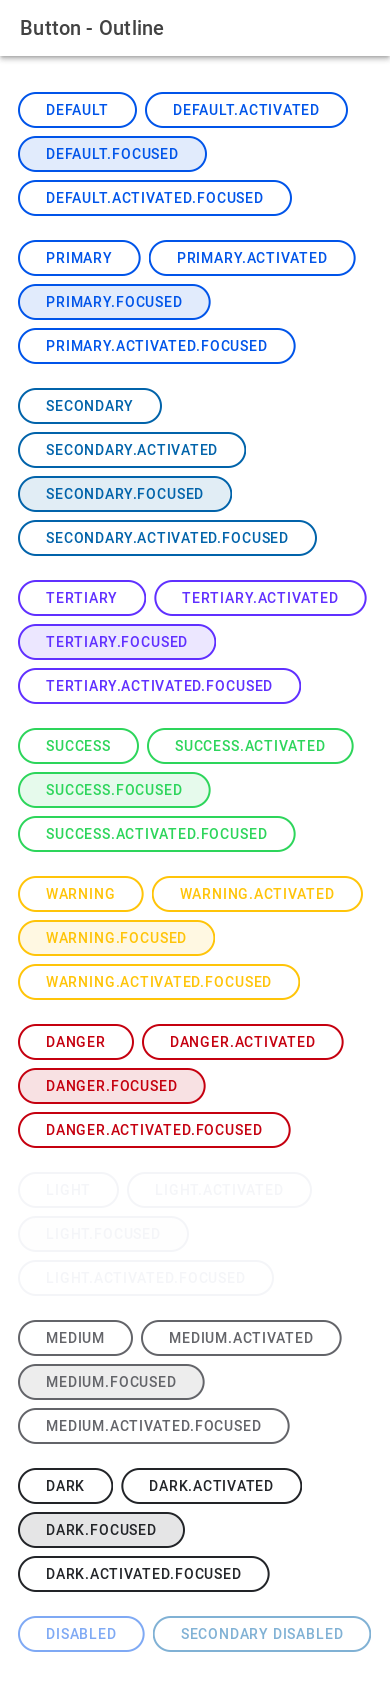 Button - Outline
DEFAULT DEFAULT.ACTIVATED
DEFAULT.FOCUSED
DEFAULT.ACTIVATED.FOCUSED
PRIMARY PRIMARY.ACTIVATED
PRIMARY.FOCUSED
PRIMARY.ACTIVATED.FOCUSED
SECONDARY
SECONDARY.ACTIVATED
SECONDARY.FOCUSED
SECONDARY.ACTIVATED.FOCUSED
TERTIARY TERTIARY.ACTIVATED
TERTIARY.FOCUSED
TERTIARY.ACTIVATED.FOCUSED
SUCCESS SUCCESS.ACTIVATED
SUCCESS.FOCUSED
SUCCESS.ACTIVATED.FOCUSED
WARNING WARNING.ACTIVATED
WARNING.FOCUSED
WARNING.ACTIVATED.FOCUSED
DANGER DANGER.ACTIVATED
DANGER.FOCUSED
DANGER.ACTIVATED.FOCUSED
LIGHT LIGHT.ACTIVATED
LIGHT.FOCUSED
LIGHT.ACTIVATED.FOCUSED
MEDIUM MEDIUM.ACTIVATED
MEDIUM.FOCUSED
MEDIUM.ACTIVATED.FOCUSED
DARK DARK.ACTIVATED
DARK.FOCUSED
DARK.ACTIVATED.FOCUSED
DISABLED SECONDARY DISABLED